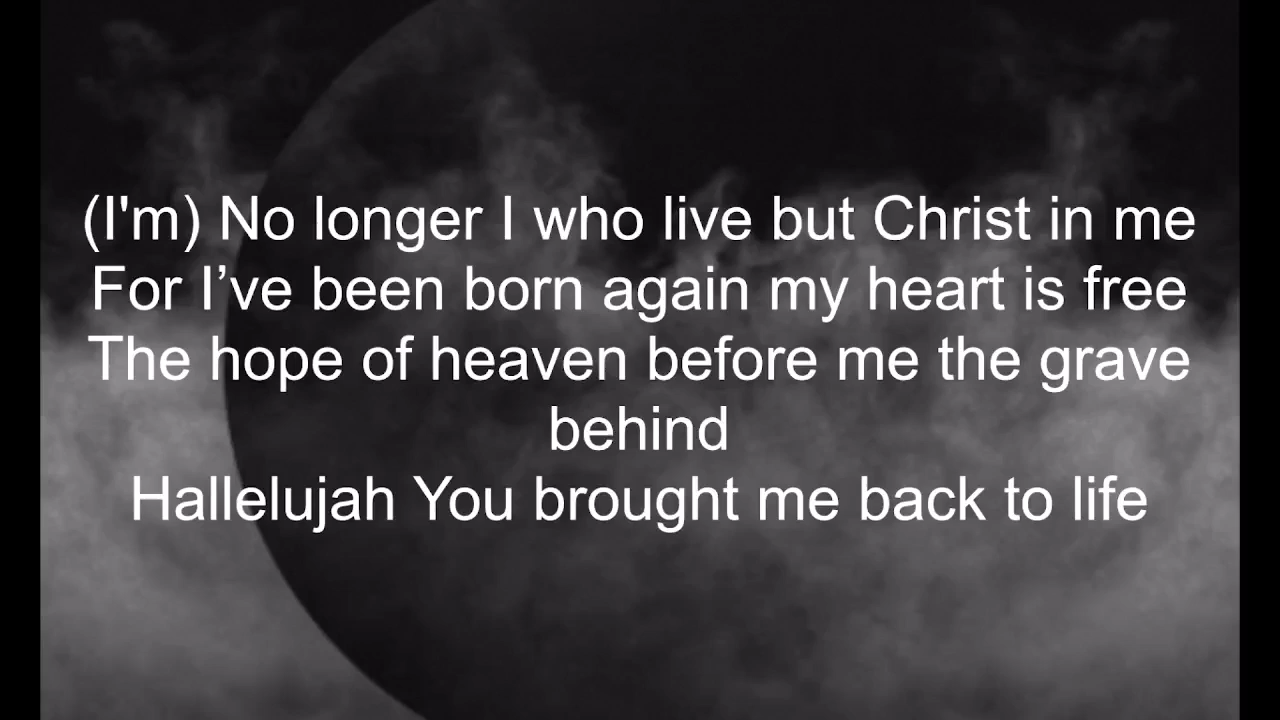 (I'm) No longer I who live but Christ in me
For I’ve been born again my heart is free
The hope of heaven before me the grave
behind
Hallelujah You brought me back to life